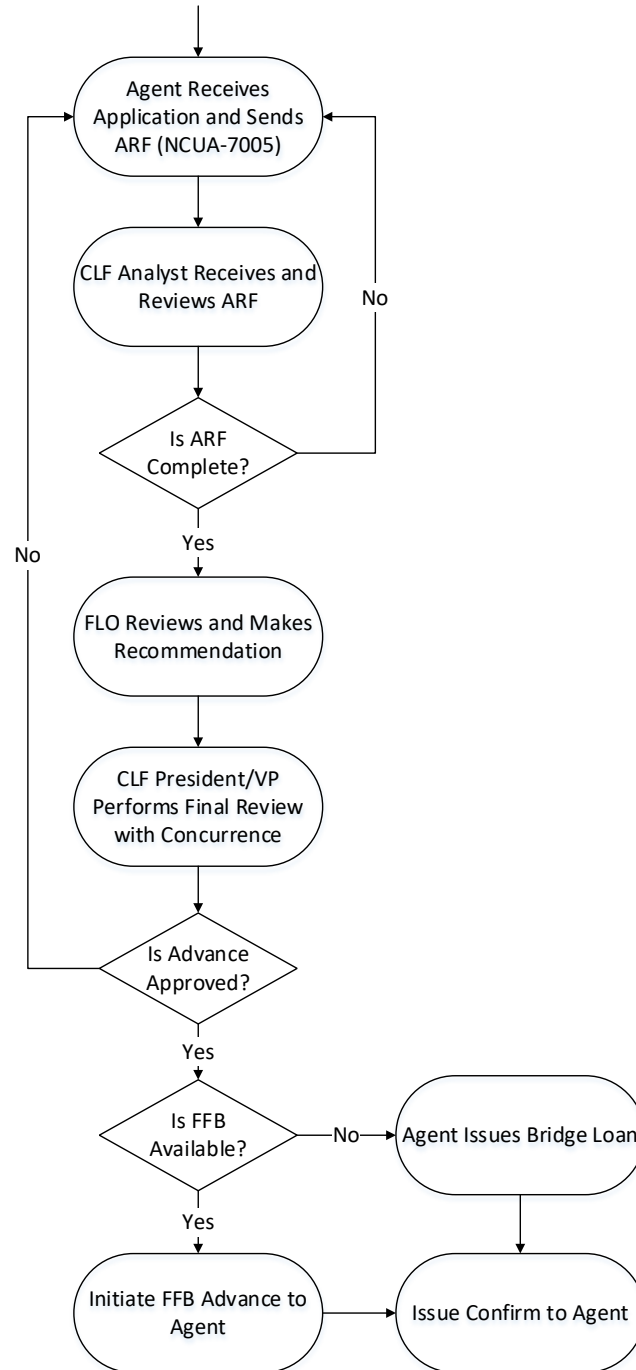 Agent Receives
Application and Sends
ARF (NCUA-7005)
CLF Analyst Receives and
Reviews ARF
No
Is ARF
Complete?
Yes
No
FLO Reviews and Makes
Recommendation
CLF President/VP
Performs Final Review
with Concurrence
Is Advance
Approved?
Yes
Is FFB
Available?
No
Agent Issues Bridge Loan
Yes
Initiate FFB Advance to
Agent
Issue Confirm to Agent